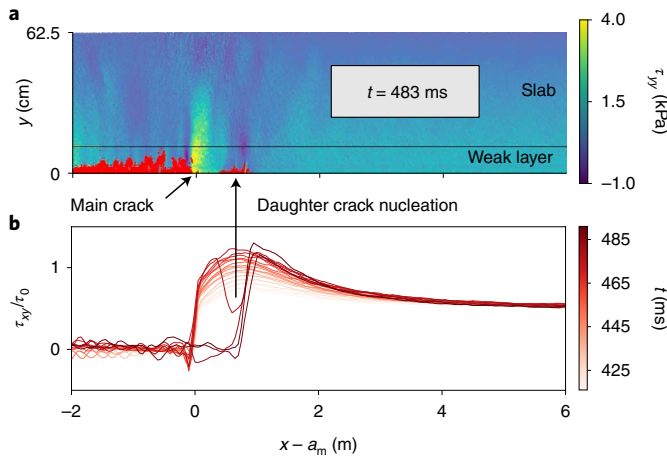 a
62.5
y (cm)
0
t = 483 ms
Slab
Weak layer
4.0
1.5
−1.0
τyy (kPa)
Main crack
Daughter crack nucleation
b
1
0
τxy/τ0
−2
0
2
4
6
x − am (m)
485
465
445
425
t (ms)